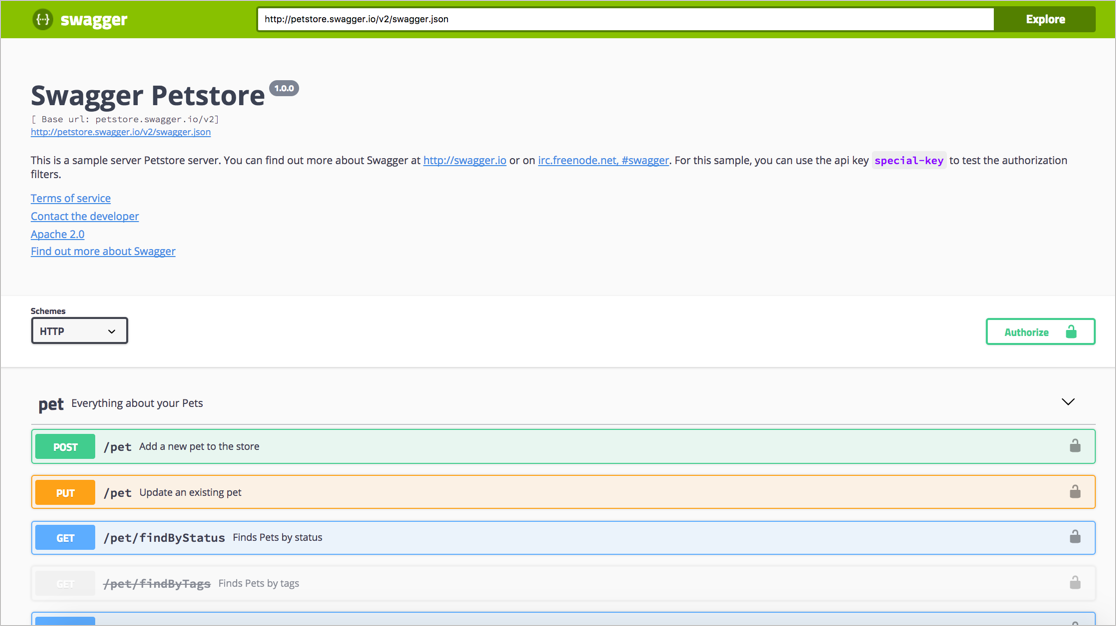 {···} swagger
http://petstore.swagger.io/v2/swagger.json
Explore
Swagger Petstore 1.0.0
[ Base url: petstore.swagger.io/v2]
http://petstore.swagger.io/v2/swagger.json
This is a sample server Petstore server. You can find out more about Swagger at http://swagger.io or on irc.freenode.net, #swagger. For this sample, you can use the api key special-key to test the authorization
filters.
Terms of service
Contact the developer
Apache 2.0
Find out more about Swagger
Schemes
HTTP
Authorize
pet Everything about your Pets
POST /pet Add a new pet to the store
PUT /pet Update an existing pet
GET /pet/findByStatus Finds Pets by status
GET /pet/findByTags Finds Pets by tags